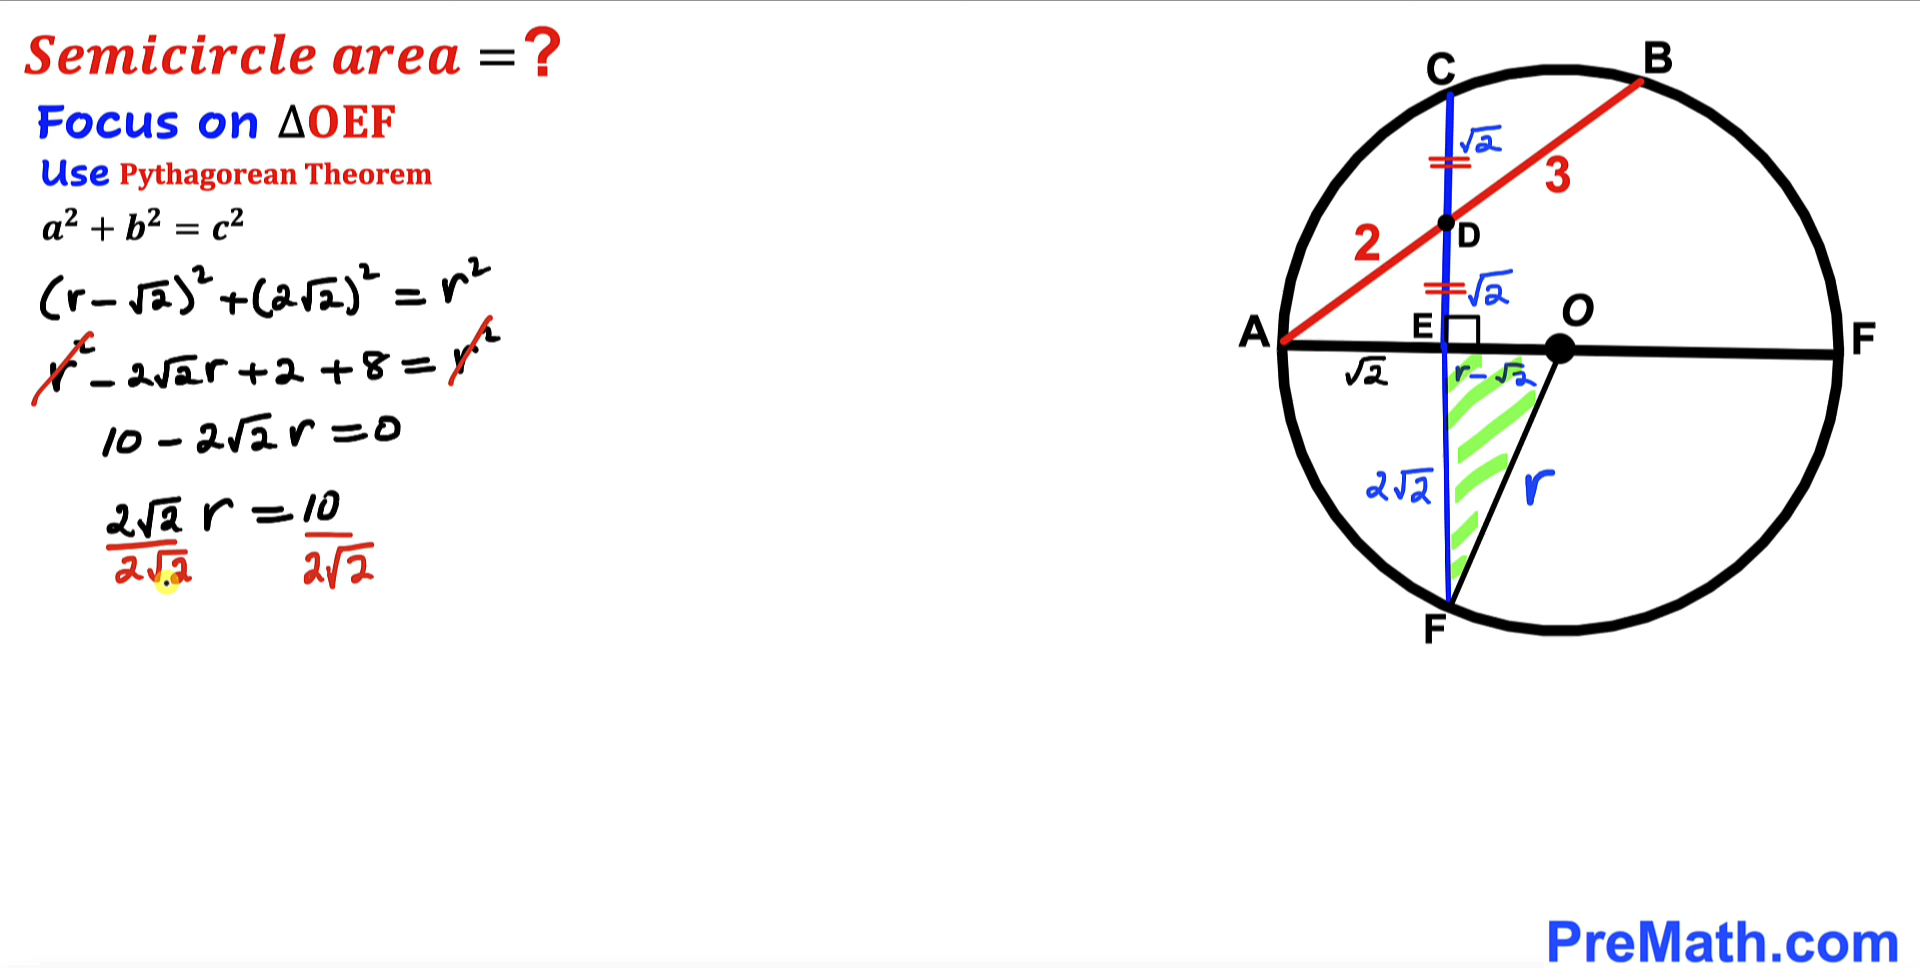 Semicircle area =?
Focus on ΔOEF
Use Pythagorean Theorem
a² + b² = c²
(r-√2)²+(2√2)² = r²
r² - 2√2r + 2 + 8 = r²
10 - 2√2 r = 0
2√2 r = 10
2√2 2√2
C
B
√2
3
2
D
√2
E
O
A
F
√2
r-√2
2√2
r
F
PreMath.com